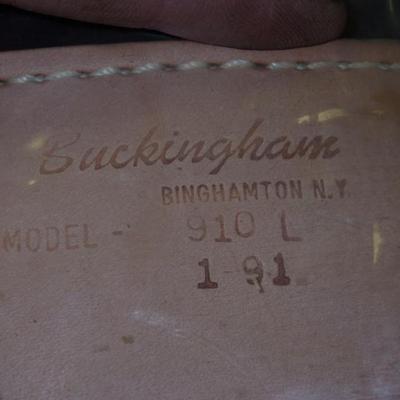 Buckingham
BINGHAMTON N.Y.
MODEL - 910 L
1-91